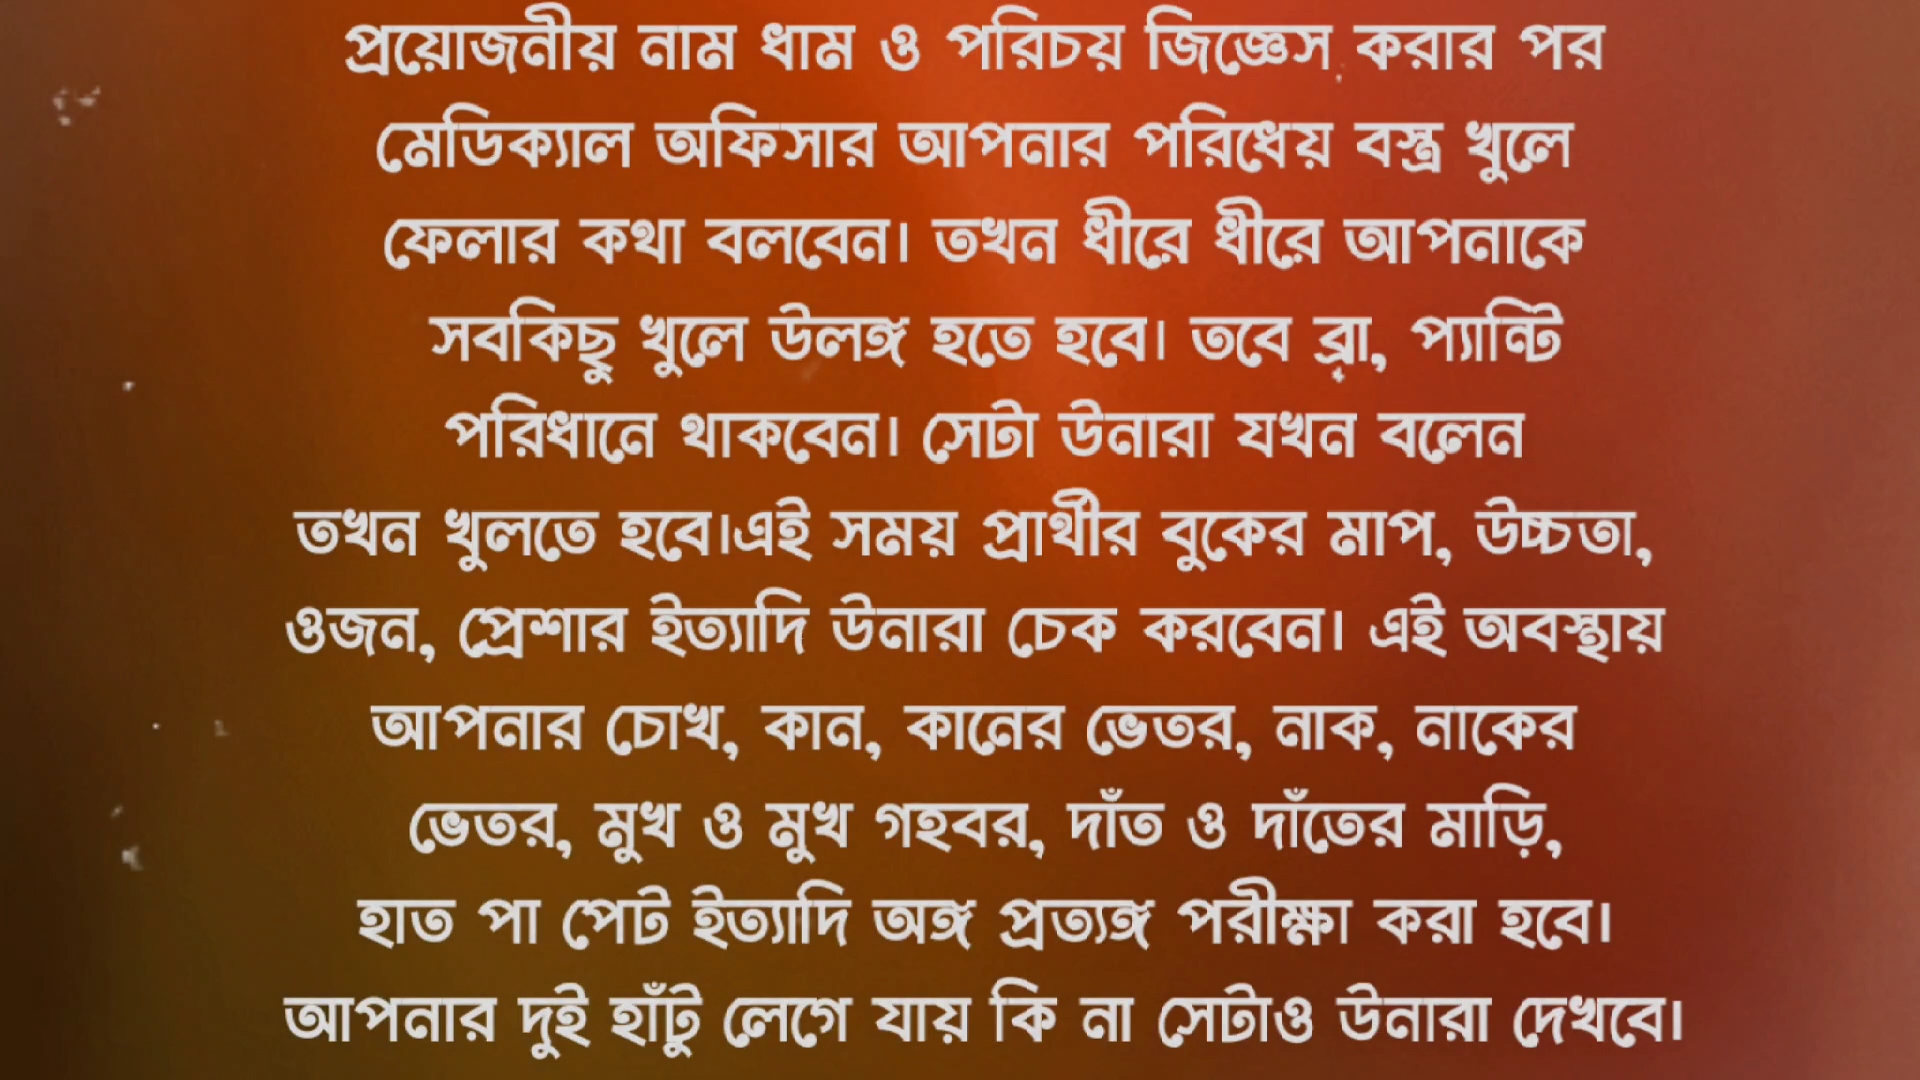 প্রয়োজনীয় নাম ধাম ও পরিচয় জিজ্ঞেস করার পর
মেডিক্যাল অফিসার আপনার পরিধেয় বস্ত্র খুলে
ফেলার কথা বলবেন। তখন ধীরে ধীরে আপনাকে
সবকিছু খুলে উলঙ্গ হতে হবে। তবে ব্রা, প্যান্টি
পরিধানে থাকবেন। সেটা উনারা যখন বলেন
তখন খুলতে হবে।এই সময় প্রার্থীর বুকের মাপ, উচ্চতা,
ওজন, প্রেশার ইত্যাদি উনারা চেক করবেন। এই অবস্থায়
আপনার চোখ, কান, কানের ভেতর, নাক, নাকের
ভেতর, মুখ ও মুখ গহবর, দাঁত ও দাঁতের মাড়ি,
হাত পা পেট ইত্যাদি অঙ্গ প্রত্যঙ্গ পরীক্ষা করা হবে।
আপনার দুই হাঁটু লেগে যায় কি না সেটাও উনারা দেখবে।